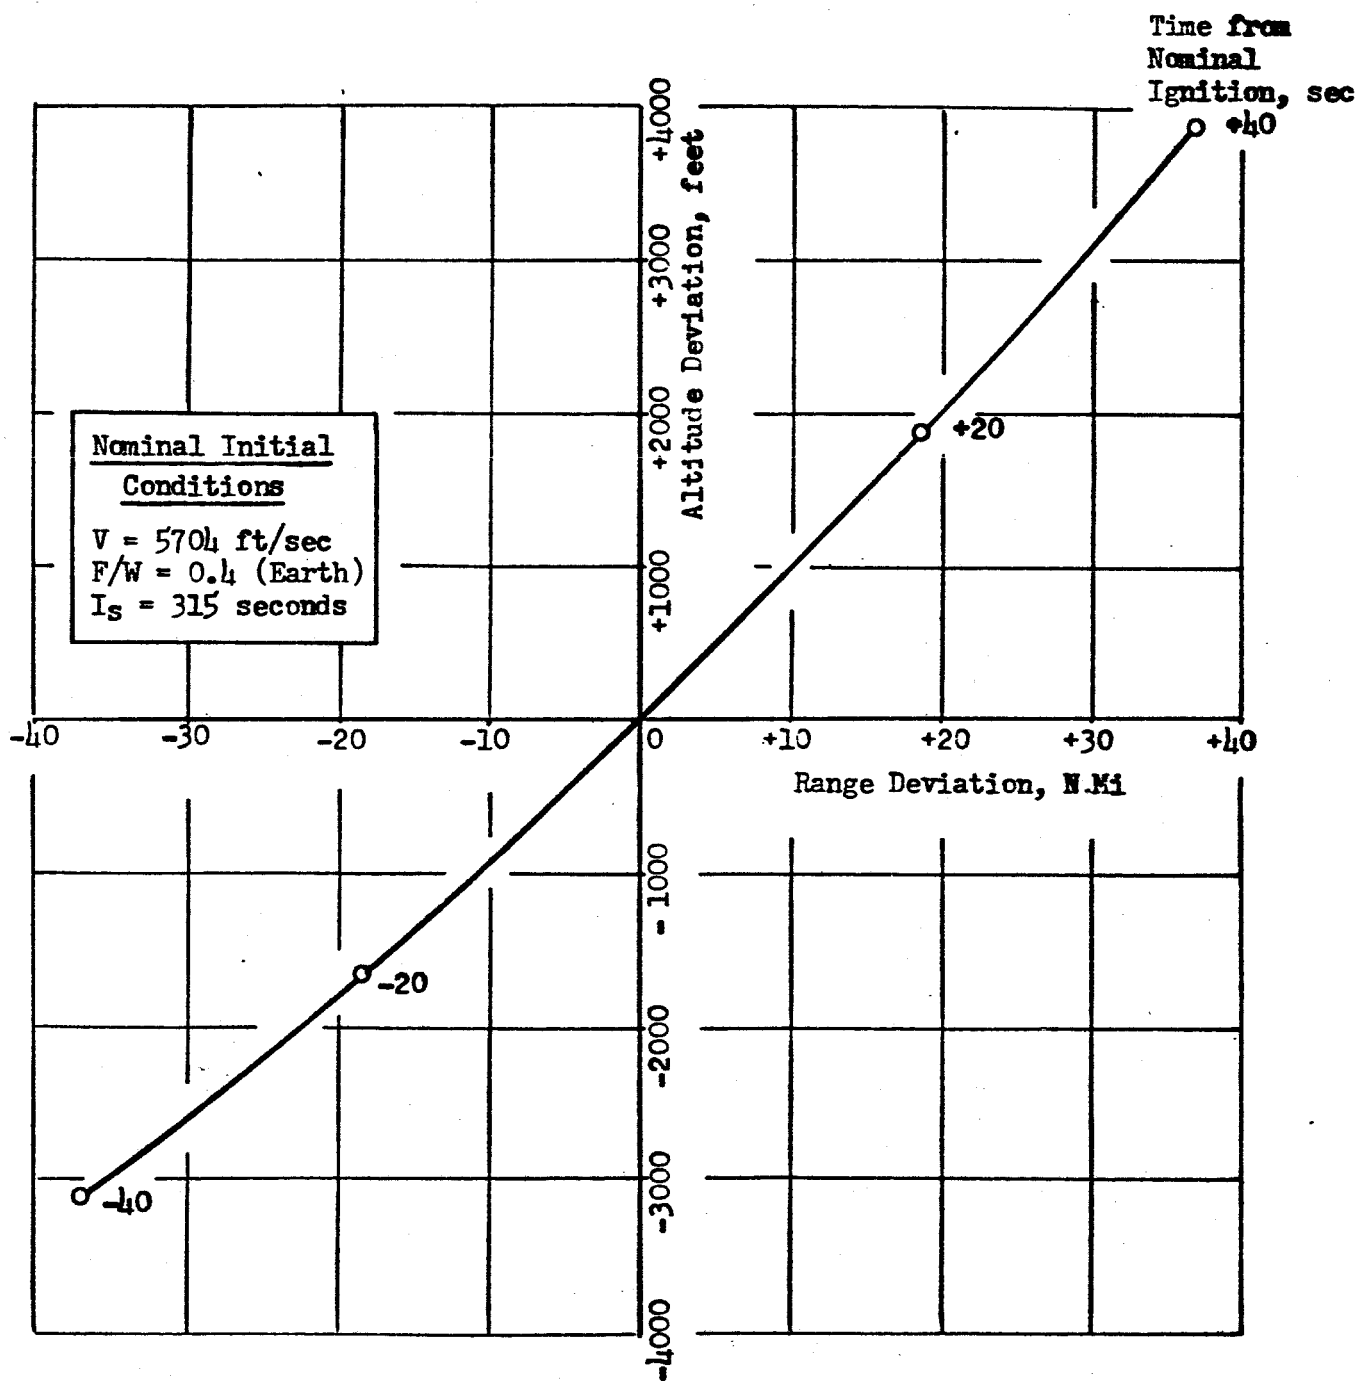 Time from
Nominal
Ignition, sec
+40
+4000
+3000
+2000
+1000
Altitude Deviation, feet
+20
Nominal Initial
Conditions
V = 5704 ft/sec
F/W = 0.4 (Earth)
Is = 315 seconds
-40
-30
-20
-10
0
+10
+20
+30
+40
Range Deviation, N.Mi
-1000
-20
-2000
-40
-3000
-4000